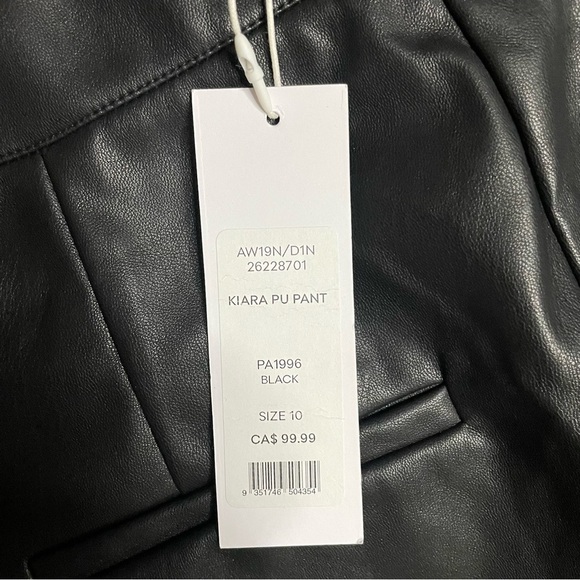 AW19N/D1N
26228701
KIARA PU PANT
PA1996
BLACK
SIZE 10
CA$ 99.99
9 351746 504354